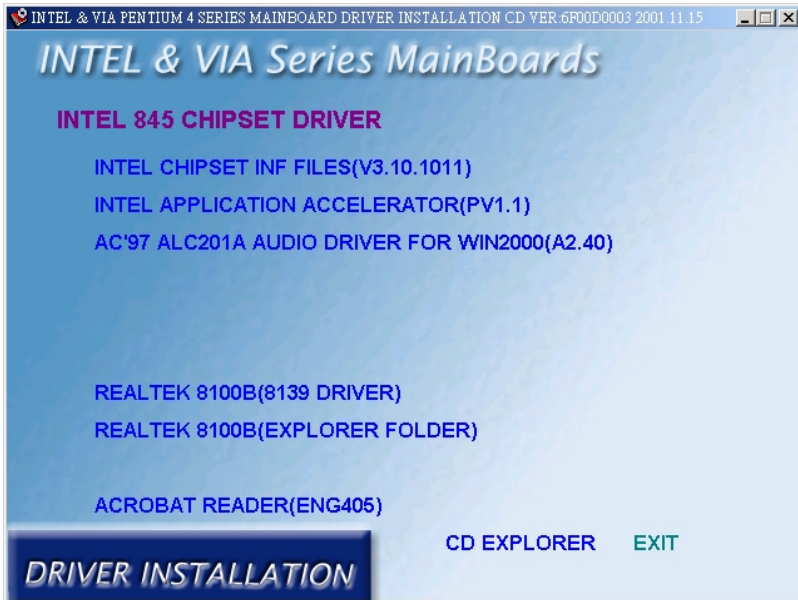 INTEL & VIA PENTIUM 4 SERIES MAINBOARD DRIVER INSTALLATION CD VER:6F00D0003 2001.11.15
INTEL & VIA Series MainBoards
INTEL 845 CHIPSET DRIVER
INTEL CHIPSET INF FILES(V3.10.1011)
INTEL APPLICATION ACCELERATOR(PV1.1)
AC'97 ALC201A AUDIO DRIVER FOR WIN2000(A2.40)
REALTEK 8100B(8139 DRIVER)
REALTEK 8100B(EXPLORER FOLDER)
ACROBAT READER(ENG405)
CD EXPLORER EXIT
DRIVER INSTALLATION